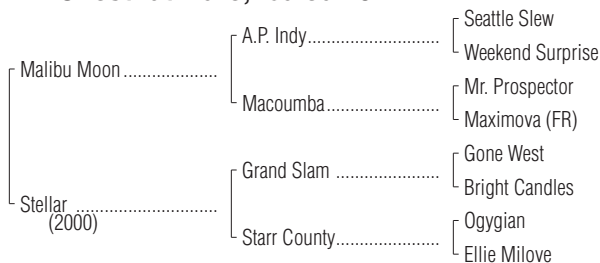 Seattle Slew
A.P. Indy
Weekend Surprise
Malibu Moon
Mr. Prospector
Macoumba
Maximova (FR)
Gone West
Grand Slam
Bright Candles
Stellar
(2000)
Ogygian
Starr County
Ellie Milove